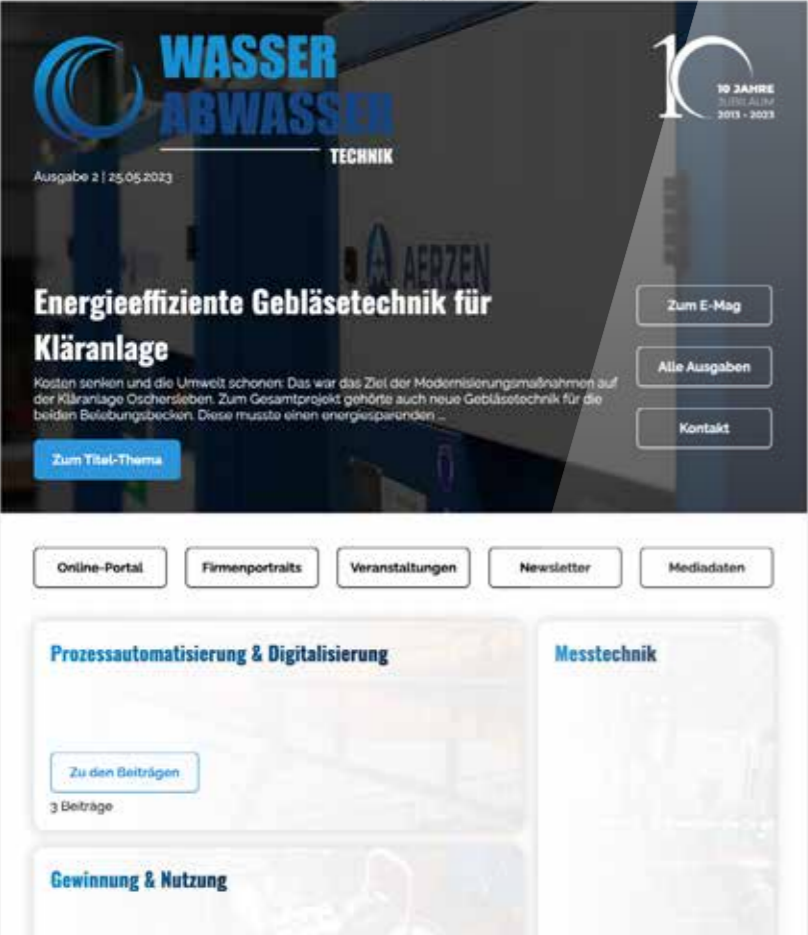 WASSER
ABWASSER
TECHNIK
10
10 JAHRE
JUBILÄUM
2013 - 2023
Ausgabe 2 | 25.05.2023
AERZEN
Energieeffiziente Gebläsetechnik für
Kläranlage
Kosten senken und die Umwelt schonen: Das war das Ziel der Modernisierungsmaßnahmen auf
der Kläranlage Oschersleben. Zum Gesamtprojekt gehörte auch neue Gebläsetechnik für die
beiden Belebungsbecken. Diese musste einen energiesparenden ...
Zum Titel-Thema
Zum E-Mag
Alle Ausgaben
Kontakt
Online-Portal
Firmenportraits
Veranstaltungen
Newsletter
Mediadaten
Prozessautomatisierung & Digitalisierung
Zu den Beiträgen
3 Beiträge
Messtechnik
Gewinnung & Nutzung